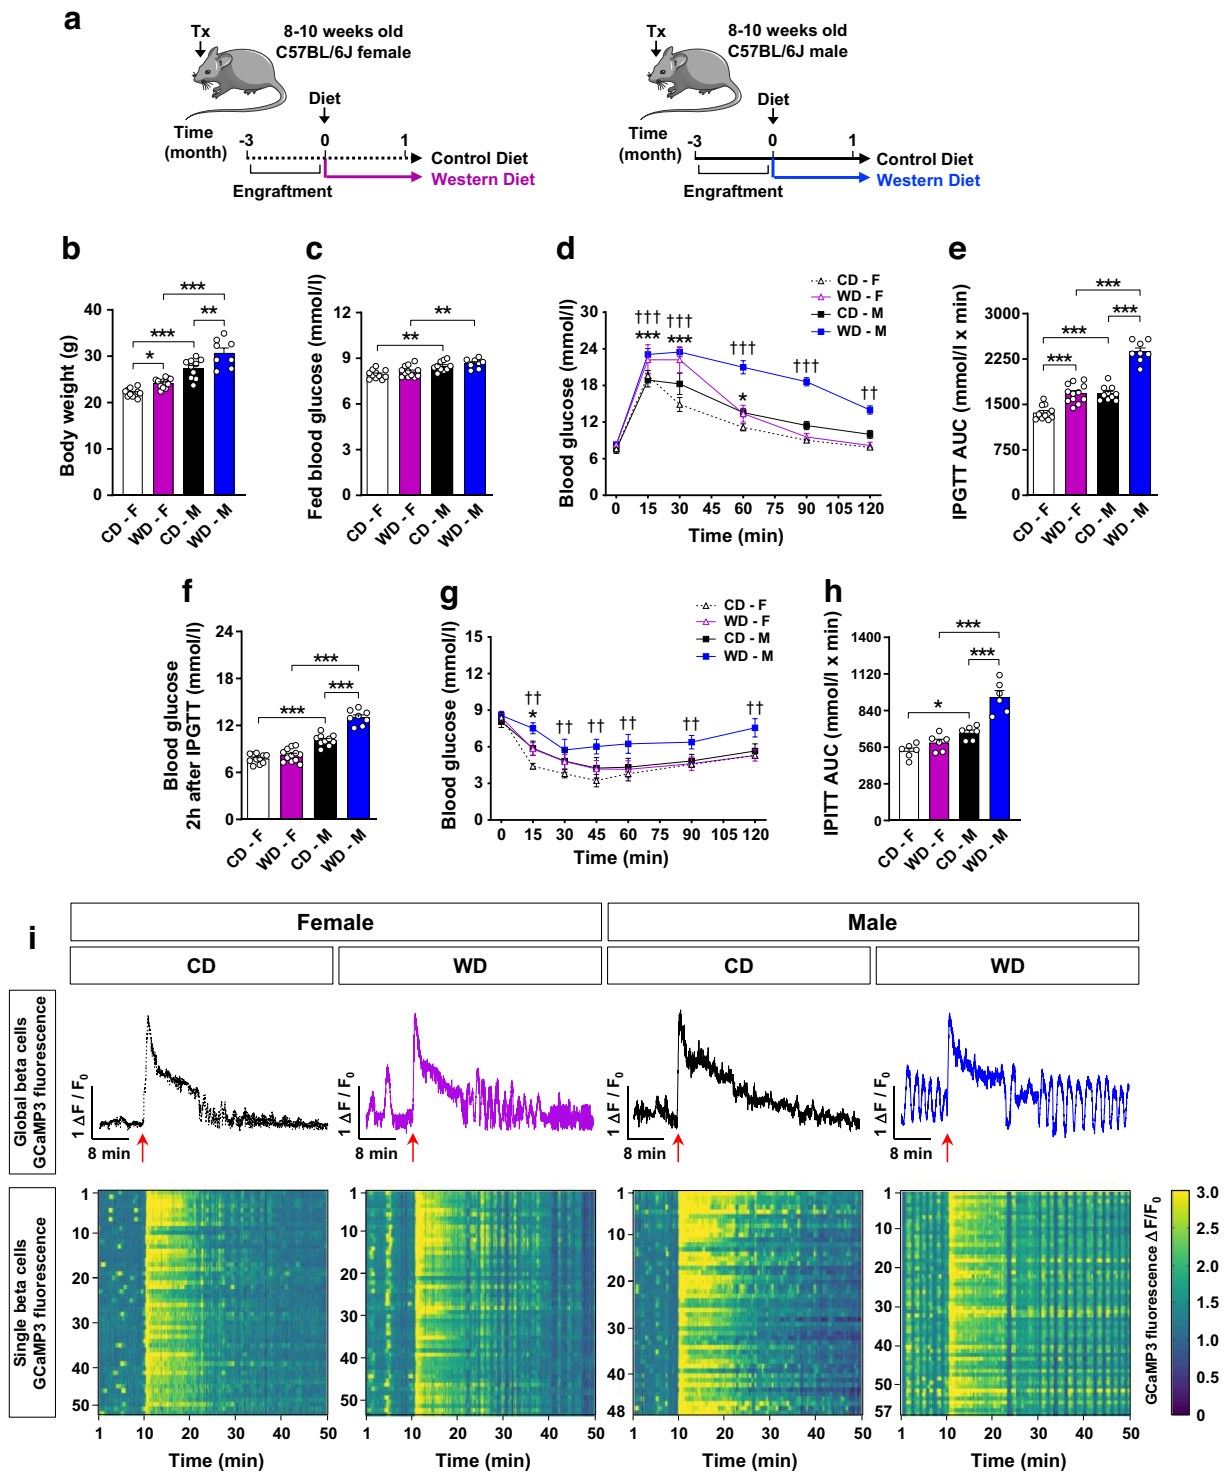 a
Tx
8-10 weeks old
C57BL/6J female
Diet
Time
(month)
-3
0
1
Control Diet
Western Diet
Engraftment
Tx
8-10 weeks old
C57BL/6J male
Diet
Time
(month)
-3
0
1
Control Diet
Western Diet
Engraftment
b
Body weight (g)
40
30
20
10
0
***
***
**
*
CD - F
WD - F
CD - M
WD - M
c
Fed blood glucose (mmol/l)
12
9
6
3
0
**
**
CD - F
WD - F
CD - M
WD - M
d
Blood glucose (mmol/l)
30
24
18
12
6
0
CD - F
WD - F
CD - M
WD - M
†††
***
†††
***
†††
*
†††
††
0 15 30 45 60 75 90 105 120
Time (min)
e
IPGTT AUC (mmol/l x min)
3000
2250
1500
750
0
***
***
***
***
CD - F
WD - F
CD - M
WD - M
f
Blood glucose
2h after IPGTT (mmol/l)
24
18
12
6
0
***
***
***
CD - F
WD - F
CD - M
WD - M
g
Blood glucose (mmol/l)
15
12
9
6
3
0
CD - F
WD - F
CD - M
WD - M
††
*
††
††
††
††
††
0 15 30 45 60 75 90 105 120
Time (min)
h
IPITT AUC (mmol/l x min)
1400
1120
840
560
280
0
***
***
*
CD - F
WD - F
CD - M
WD - M
i
Female
Male
CD
WD
CD
WD
Global beta cells
GCaMP3 fluorescence
1 ΔF / F0
8 min
1 ΔF / F0
8 min
1 ΔF / F0
8 min
1 ΔF / F0
8 min
Single beta cells
GCaMP3 fluorescence
1
10
20
30
40
50
1 10 20 30 40 50
Time (min)
1
10
20
30
40
50
1 10 20 30 40 50
Time (min)
1
10
20
30
40
48
1 10 20 30 40 50
Time (min)
1
10
20
30
40
50
57
1 10 20 30 40 50
Time (min)
GCaMP3 fluorescence ΔF/F0
3.0
2.5
2.0
1.5
1.0
0.5
0